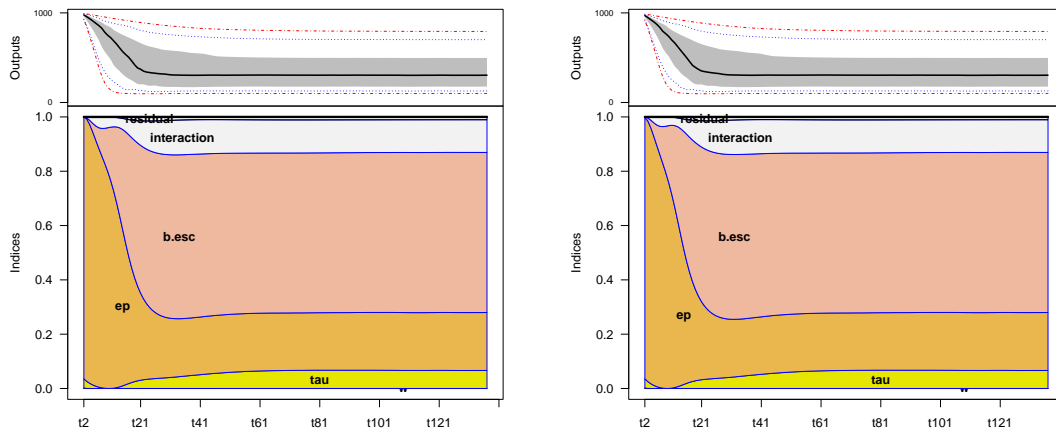 1000
Outputs
0
1.0
residual
interaction
0.8
0.6
b.esc
Indices
0.4
ep
0.2
tau
0.0
w
t2 t21 t41 t61 t81 t101 t121
1000
Outputs
0
1.0
residual
interaction
0.8
0.6
b.esc
Indices
0.4
ep
0.2
tau
0.0
w
t2 t21 t41 t61 t81 t101 t121